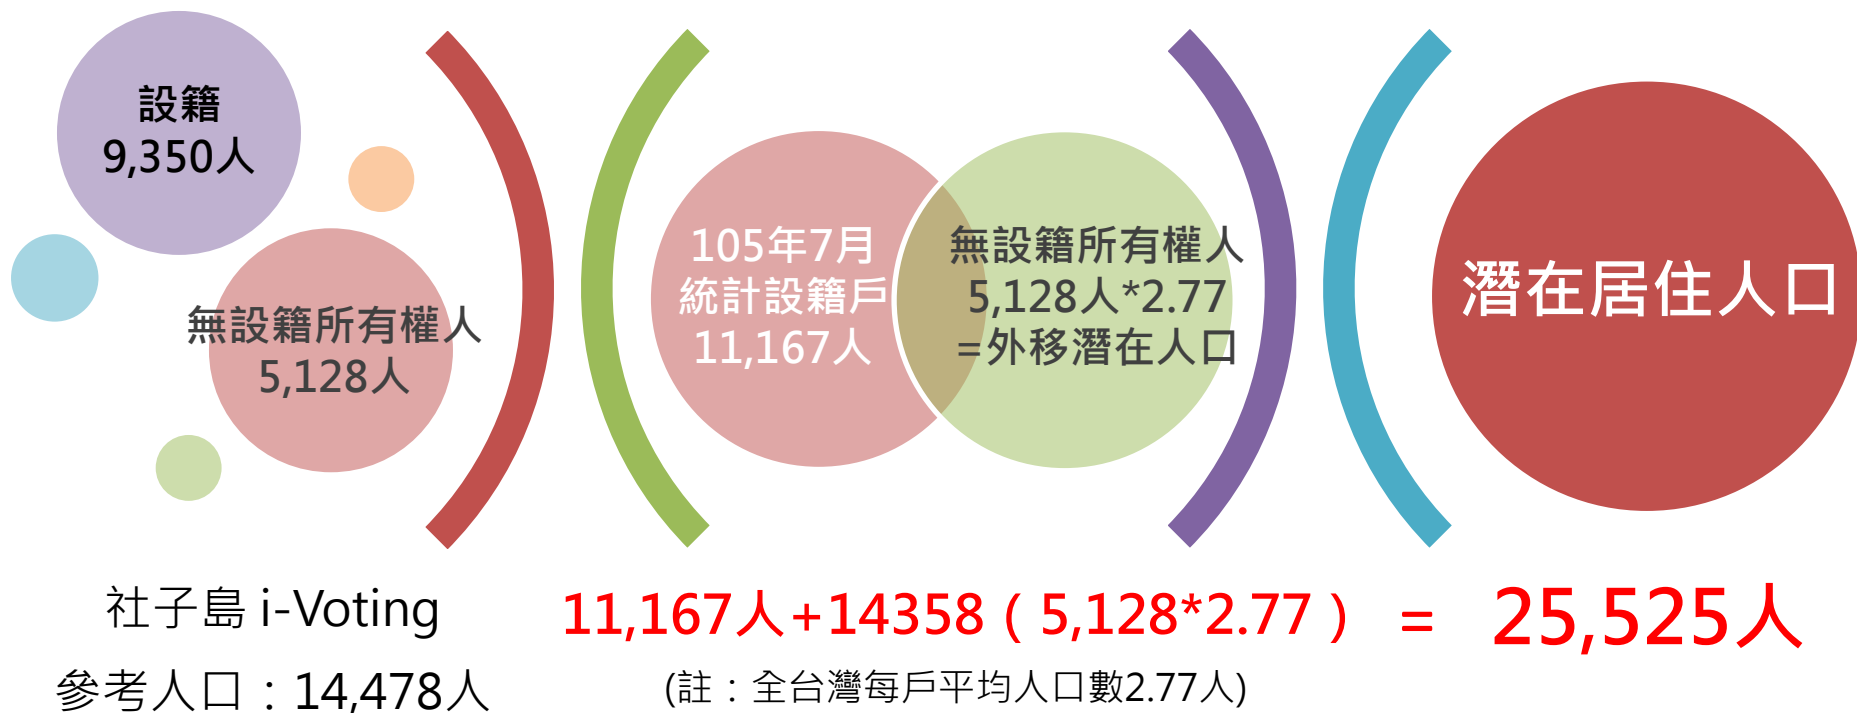 設籍
9,350人
無設籍所有權人
5,128人
105年7月
統計設籍戶
11,167人
無設籍所有權人
5,128人*2.77
=外移潛在人口
潛在居住人口
社子島 i-Voting
參考人口：14,478人
11,167人+14358（5,128*2.77） = 25,525人
(註：全台灣每戶平均人口數2.77人)